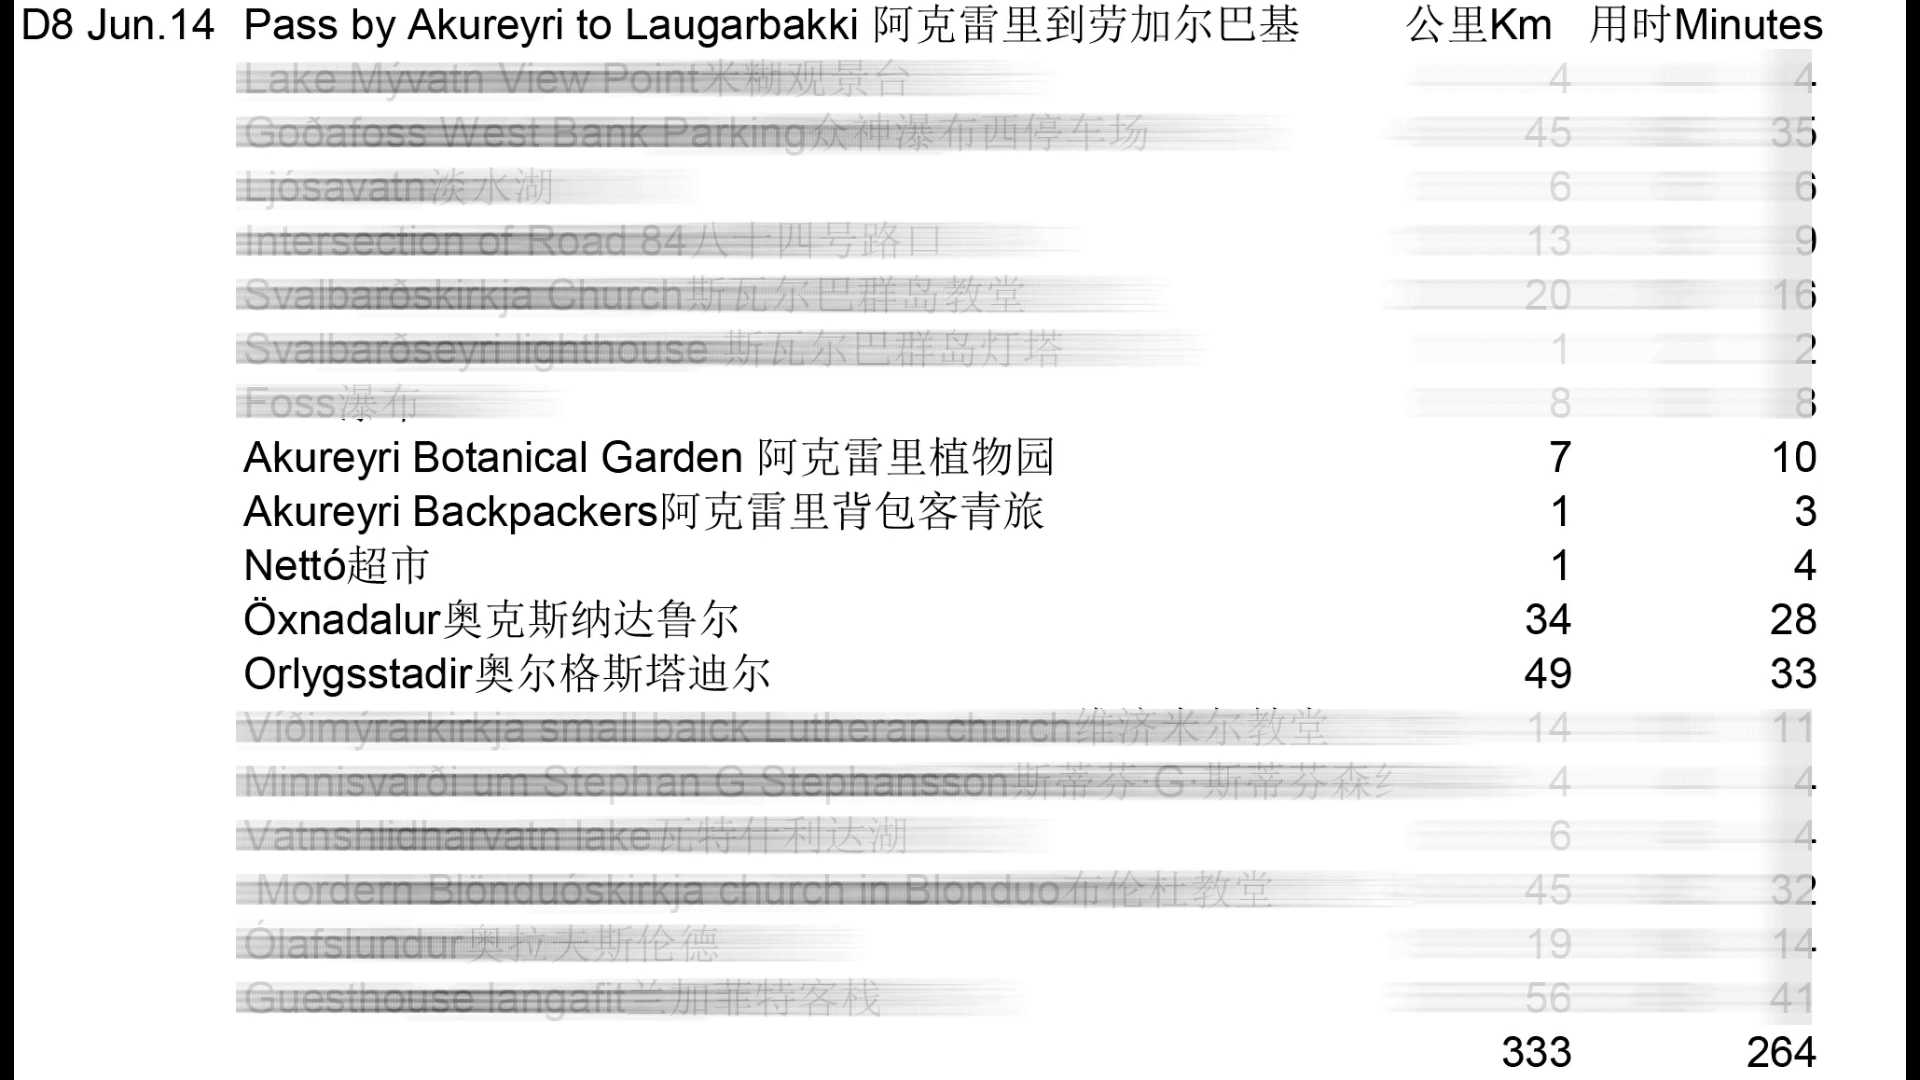 D8 Jun.14 Pass by Akureyri to Laugarbakki 阿克雷里到劳加尔巴基 公里Km 用时Minutes
Lake Mývatn View Point米糊观景台 4 4
Goðafoss West Bank Parking众神瀑布西停车场 45 35
Ljósavatn淡水湖 6 6
Intersection of Road 84八十四号路口 13 9
Svalbarðskirkja Church斯瓦尔巴群岛教堂 20 16
Svalbarðseyri lighthouse 斯瓦尔巴群岛灯塔 1 2
Foss瀑布 8 8
Akureyri Botanical Garden 阿克雷里植物园 7 10
Akureyri Backpackers阿克雷里背包客青旅 1 3
Nettó超市 1 4
Öxnadalur奥克斯纳达鲁尔 34 28
Orlygsstadir奥尔格斯塔迪尔 49 33
Víðimýrarkirkja small balck Lutheran church维济米尔教堂 14 11
Minnisvarði um Stephan G Stephansson斯蒂芬·G·斯蒂芬森 4 4
Vatnshlidharvatn lake瓦特什利达湖 6 4
Mordern Blönduóskirkja church in Blonduo布伦杜教堂 45 32
Ólafslundur奥拉夫斯伦德 19 14
Guesthouse langafit兰加菲特客栈 56 41
333 264